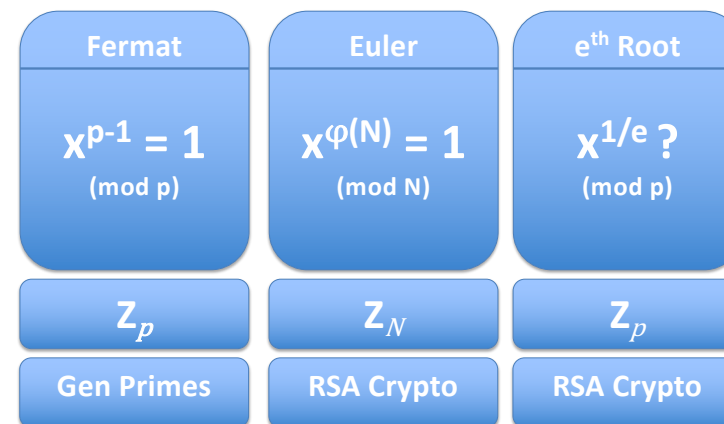 Fermat
x^p-1 = 1
(mod p)
Z_p
Gen Primes
Euler
x^φ(N) = 1
(mod N)
Z_N
RSA Crypto
e^th Root
x^1/e ?
(mod p)
Z_p
RSA Crypto